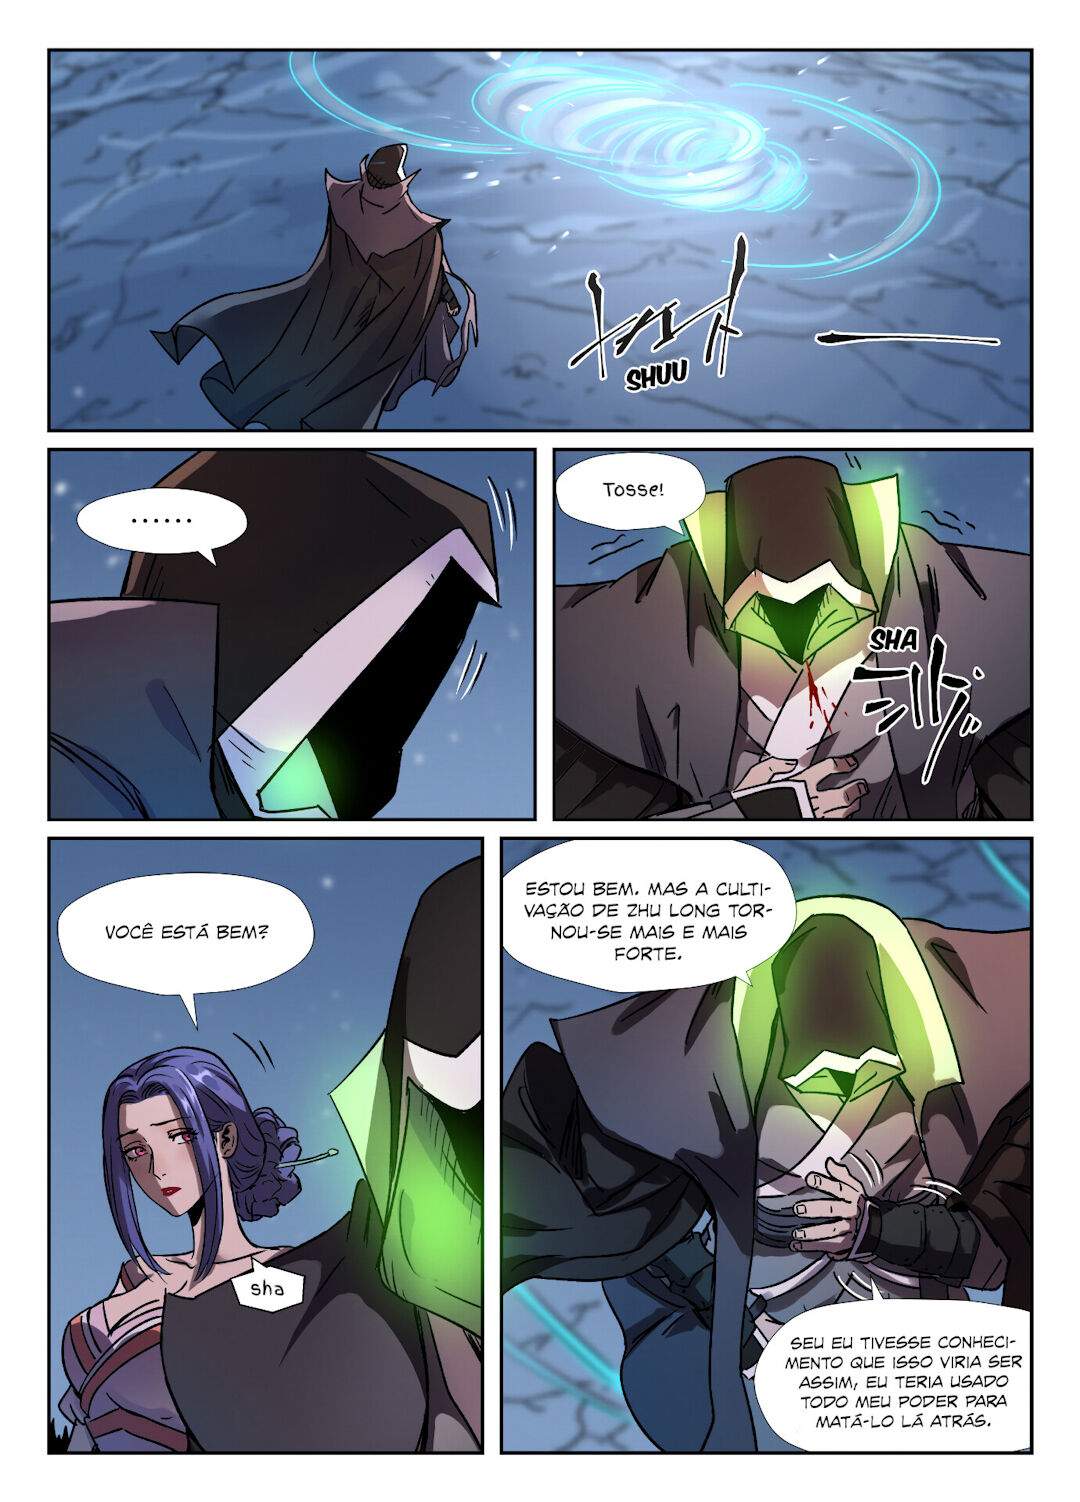 SHUU
......
Tosse!
SHA
VOCÊ ESTÁ BEM?
sha
ESTOU BEM. MAS A CULTI-
VAÇÃO DE ZHU LONG TOR-
NOU-SE MAIS E MAIS
FORTE.
SEU EU TIVESSE CONHECI-
MENTO QUE ISSO VIRIA SER
ASSIM, EU TERIA USADO
TODO MEU PODER PARA
MATÁ-LO LÁ ATRÁS.